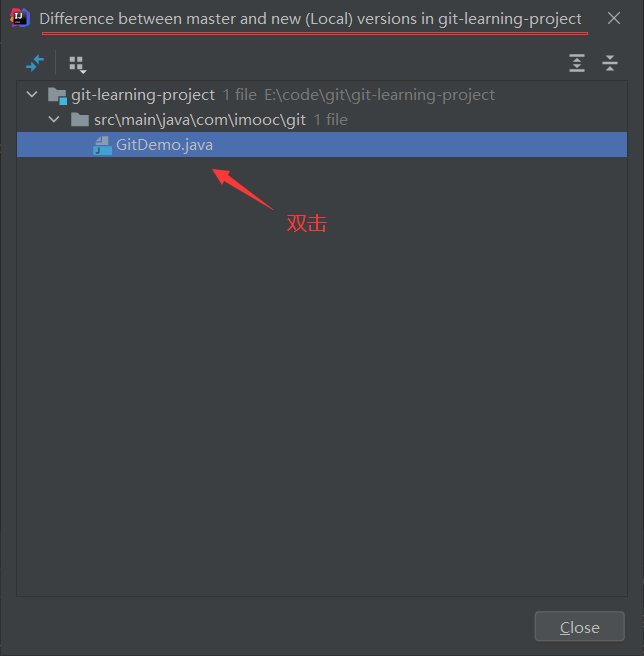 Difference between master and new (Local) versions in git-learning-project
git-learning-project 1 file E:\code\git\git-learning-project
src\main\java\com\imooc\git 1 file
GitDemo.java
双击
Close